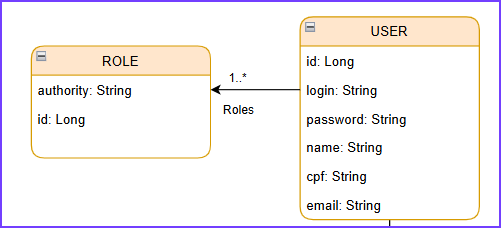 ROLE
authority: String
id: Long
1..*
Roles
USER
id: Long
login: String
password: String
name: String
cpf: String
email: String